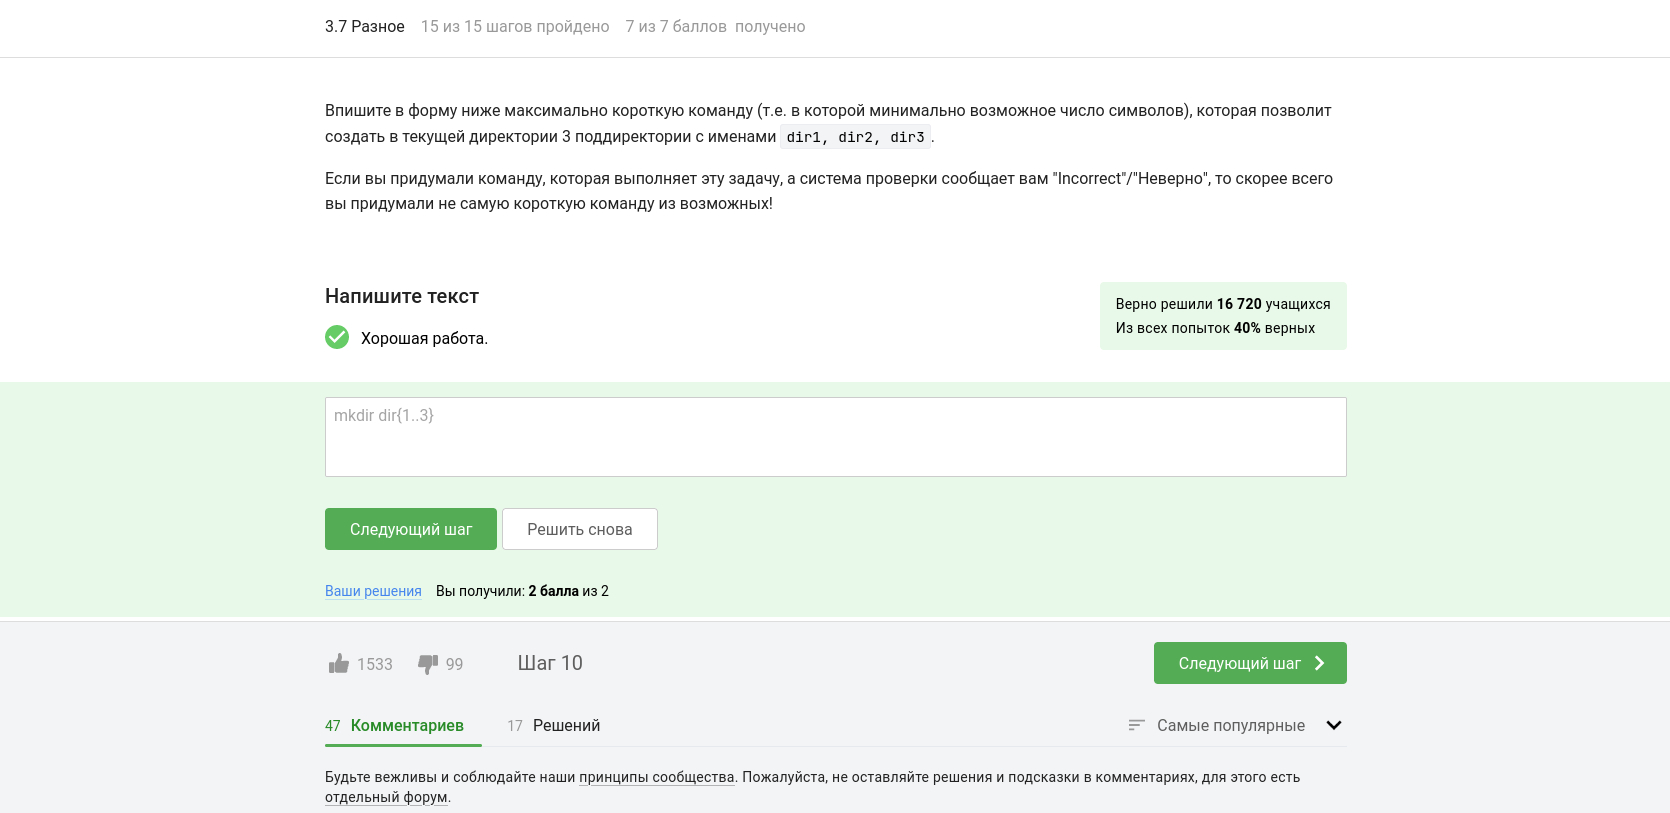 3.7 Разное 15 из 15 шагов пройдено 7 из 7 баллов получено
Впишите в форму ниже максимально короткую команду (т.е. в которой минимально возможное число символов), которая позволит
создать в текущей директории 3 поддиректории с именами dir1, dir2, dir3.
Если вы придумали команду, которая выполняет эту задачу, а система проверки сообщает вам "Incorrect"/"Неверно", то скорее всего
вы придумали не самую короткую команду из возможных!
Напишите текст
Хорошая работа.
Верно решили 16 720 учащихся
Из всех попыток 40% верных
mkdir dir{1..3}
Следующий шаг Решить снова
Ваши решения Вы получили: 2 балла из 2
1533 99 Шаг 10 Следующий шаг
47 Комментариев 17 Решений Самые популярные
Будьте вежливы и соблюдайте наши принципы сообщества. Пожалуйста, не оставляйте решения и подсказки в комментариях, для этого есть
отдельный форум.